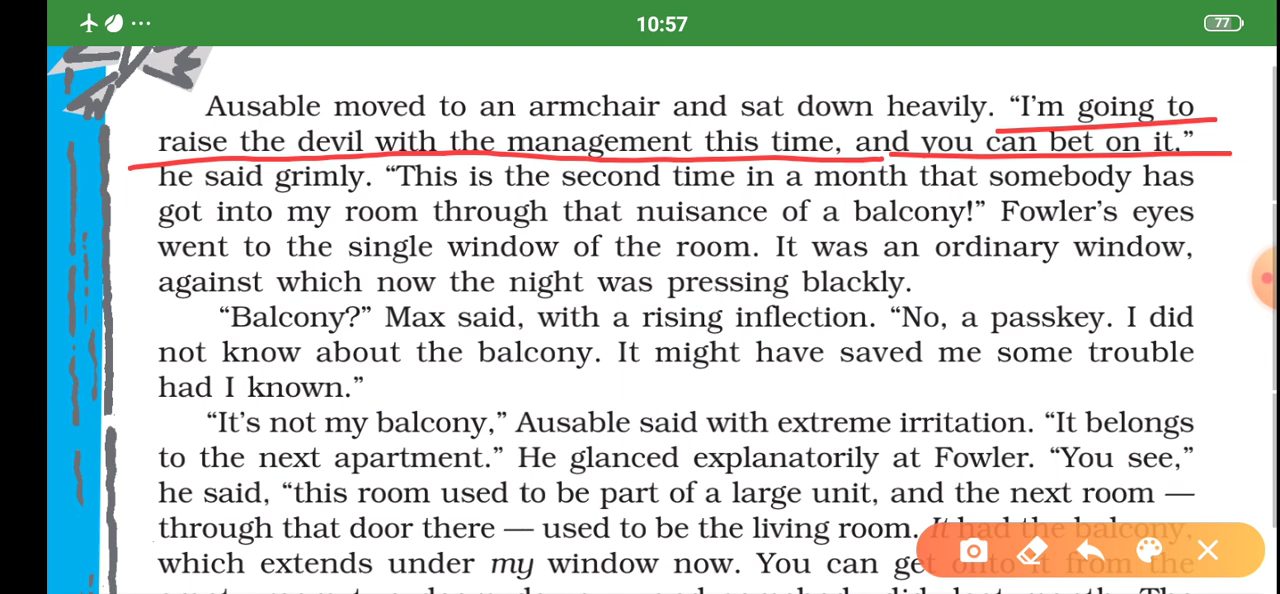 10:57
77
Ausable moved to an armchair and sat down heavily. “I’m going to
raise the devil with the management this time, and you can bet on it.”
he said grimly. “This is the second time in a month that somebody has
got into my room through that nuisance of a balcony!” Fowler’s eyes
went to the single window of the room. It was an ordinary window,
against which now the night was pressing blackly.
“Balcony?” Max said, with a rising inflection. “No, a passkey. I did
not know about the balcony. It might have saved me some trouble
had I known.”
“It’s not my balcony,” Ausable said with extreme irritation. “It belongs
to the next apartment.” He glanced explanatorily at Fowler. “You see,”
he said, “this room used to be part of a large unit, and the next room —
through that door there — used to be the living room. It had the balcony,
which extends under my window now. You can get onto it from the